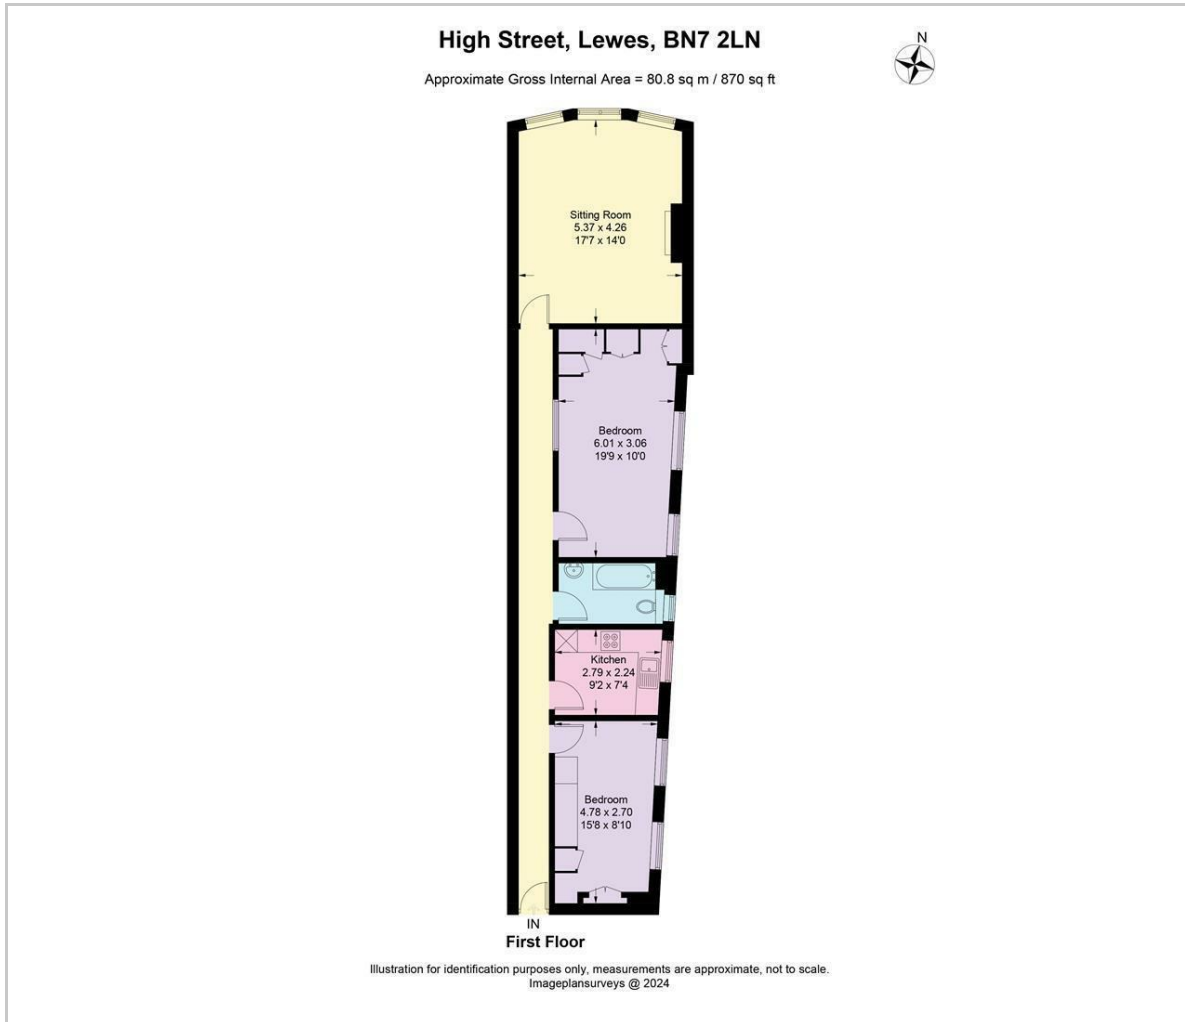 High Street, Lewes, BN7 2LN
N
Approximate Gross Internal Area = 80.8 sq m / 870 sq ft
Sitting Room
5.37 x 4.26
17'7 x 14'0
Bedroom
6.01 x 3.06
19'9 x 10'0
Kitchen
2.79 x 2.24
9'2 x 7'4
Bedroom
4.78 x 2.70
15'8 x 8'10
IN
First Floor
Illustration for identification purposes only, measurements are approximate, not to scale.
Imageplansurveys @ 2024